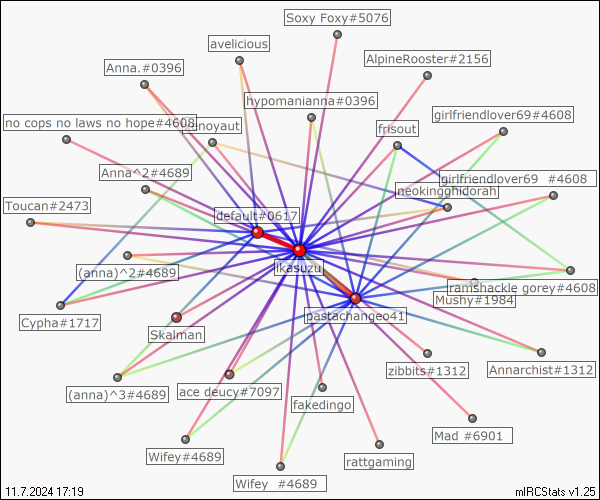 Soxy Foxy#5076
avelicious
AlpineRooster#2156
Anna.#0396
hypomanianna#0396
girlfriendlover69#4608
no cops no laws no hope#4608
frisout
Anna^2#4689
girlfriendlover69 #4608
neokingghidorah
Toucan#2473
default#0617
ikasuzu
(anna)^2#4689
ramshackle gorey#4608
Mushy#1984
pastachangeo41
Cypha#1717
Skalman
zibbits#1312
Annarchist#1312
(anna)^3#4689
ace deucy#7097
fakedingo
Mad #6901
Wifey#4689
rattgaming
Wifey #4689
11.7.2024 17:19
mIRCStats v1.25